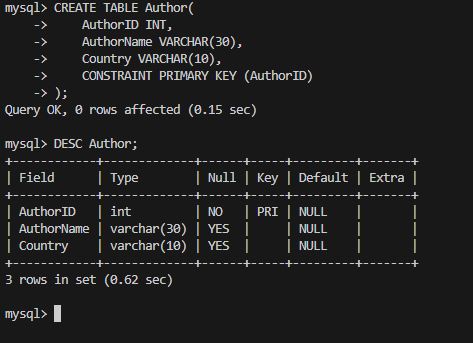 mysql> CREATE TABLE Author(
    ->     AuthorID INT,
    ->     AuthorName VARCHAR(30),
    ->     Country VARCHAR(10),
    ->     CONSTRAINT PRIMARY KEY (AuthorID)
    -> );
Query OK, 0 rows affected (0.15 sec)

mysql> DESC Author;
+------------+-------------+------+-----+---------+-------+
| Field      | Type        | Null | Key | Default | Extra |
+------------+-------------+------+-----+---------+-------+
| AuthorID   | int         | NO   | PRI | NULL    |       |
| AuthorName | varchar(30) | YES  |     | NULL    |       |
| Country    | varchar(10) | YES  |     | NULL    |       |
+------------+-------------+------+-----+---------+-------+
3 rows in set (0.62 sec)

mysql>